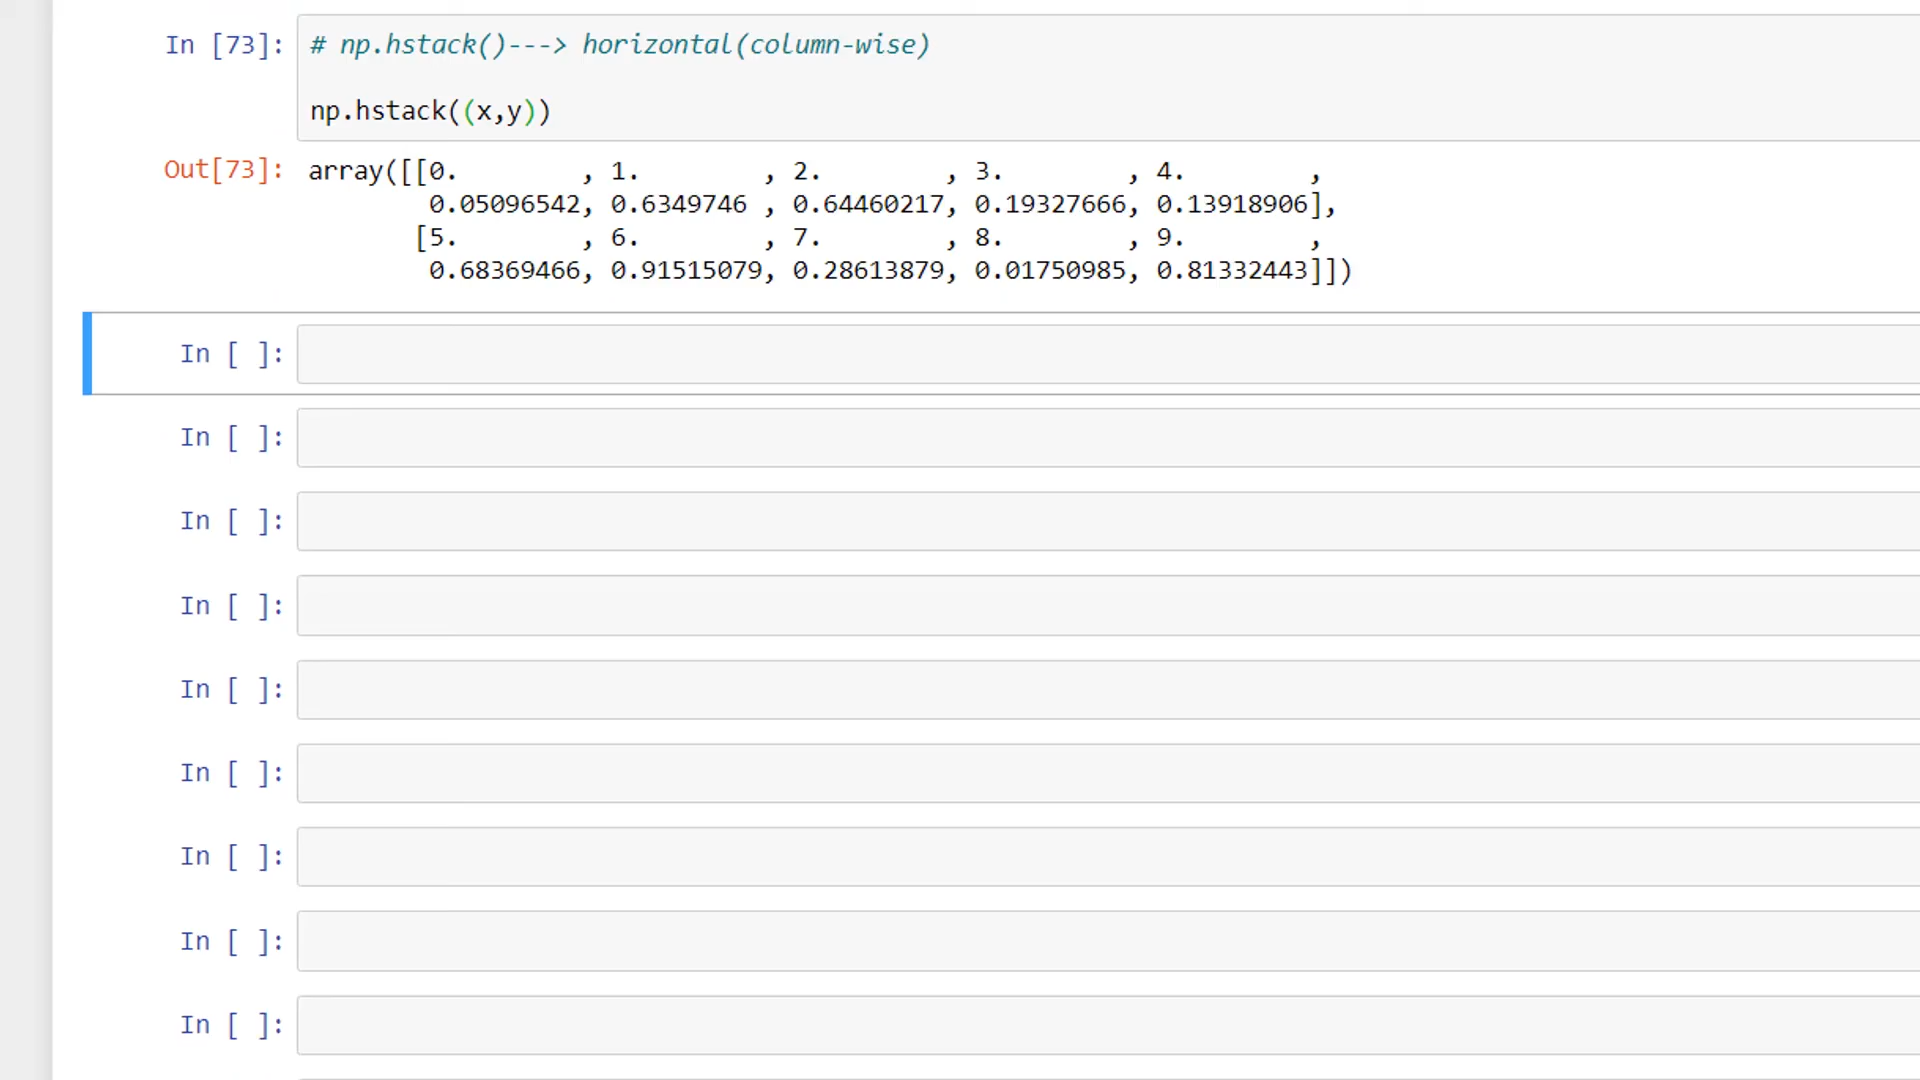 In [73]: # np.hstack()---> horizontal(column-wise)
np.hstack((x,y))
Out[73]: array([[0.        , 1.        , 2.        , 3.        , 4.        ,
        0.05096542, 0.6349746 , 0.64460217, 0.19327666, 0.13918906],
       [5.        , 6.        , 7.        , 8.        , 9.        ,
        0.68369466, 0.91515079, 0.28613879, 0.01750985, 0.81332443]])
In [ ]:
In [ ]:
In [ ]:
In [ ]:
In [ ]:
In [ ]:
In [ ]:
In [ ]:
In [ ]: